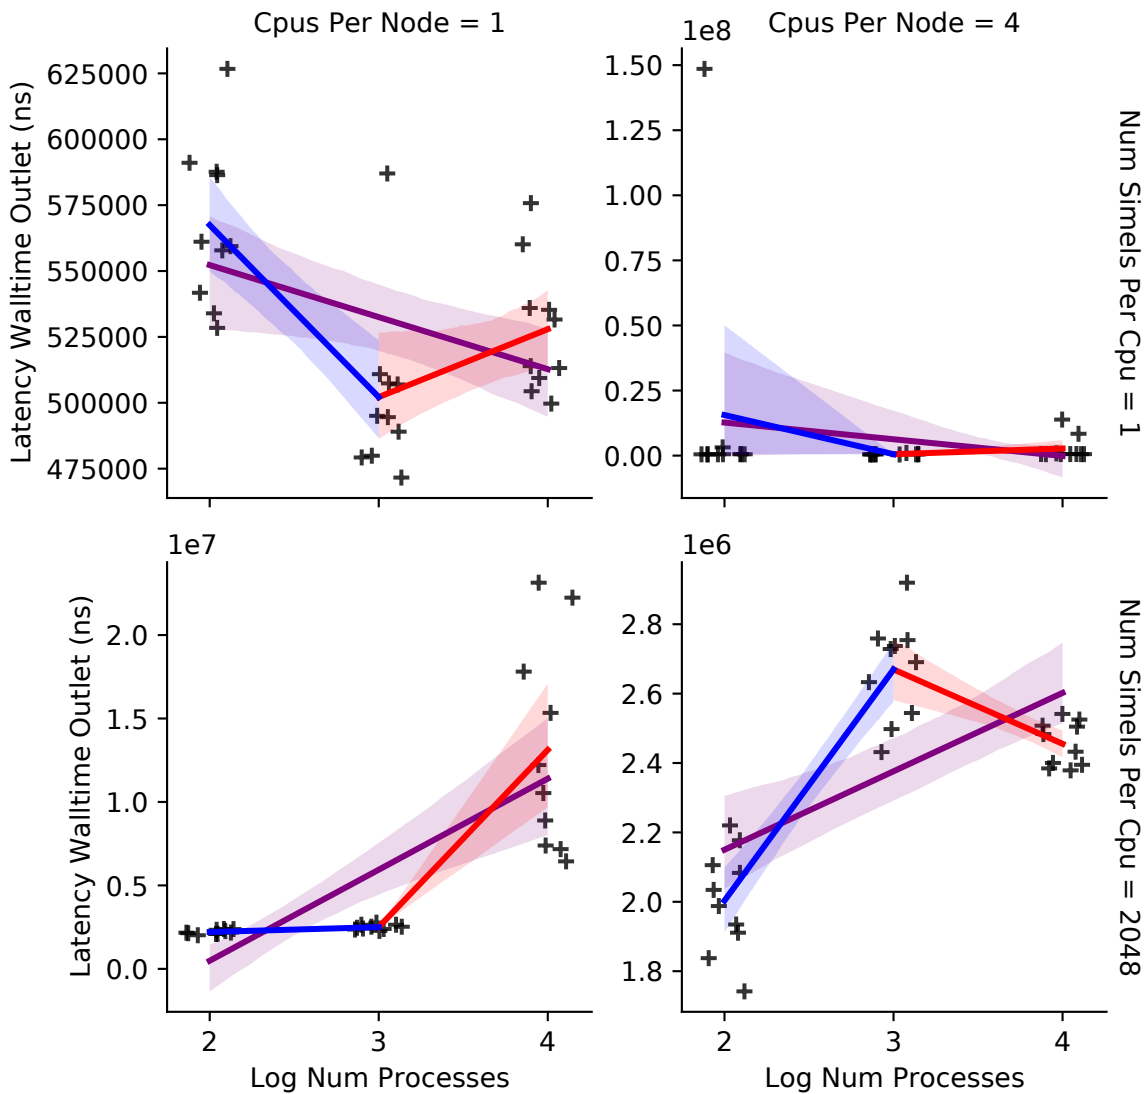 Cpus Per Node = 1
Cpus Per Node = 4
1e8
Latency Walltime Outlet (ns)
625000
600000
575000
550000
525000
500000
475000
1.50
1.25
1.00
0.75
0.50
0.25
0.00
Num Simels Per Cpu = 1
1e7
1e6
Latency Walltime Outlet (ns)
2.0
1.5
1.0
0.5
0.0
2.8
2.6
2.4
2.2
2.0
1.8
Num Simels Per Cpu = 2048
2 3 4
2 3 4
Log Num Processes
Log Num Processes